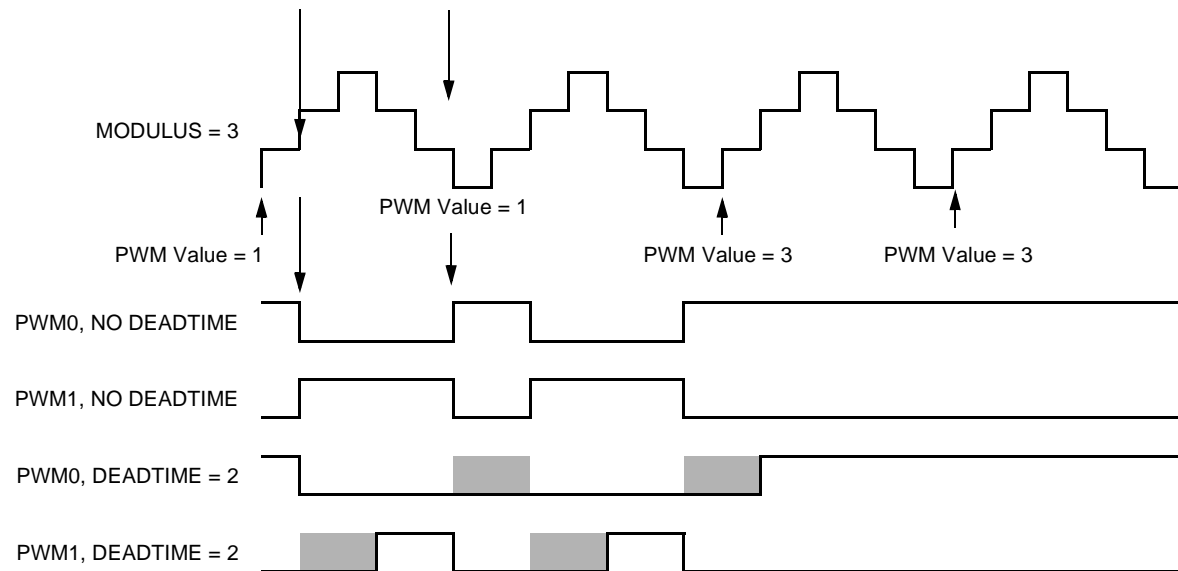 MODULUS = 3
PWM Value = 1
PWM Value = 1
PWM Value = 3
PWM Value = 3
PWM0, NO DEADTIME
PWM1, NO DEADTIME
PWM0, DEADTIME = 2
PWM1, DEADTIME = 2